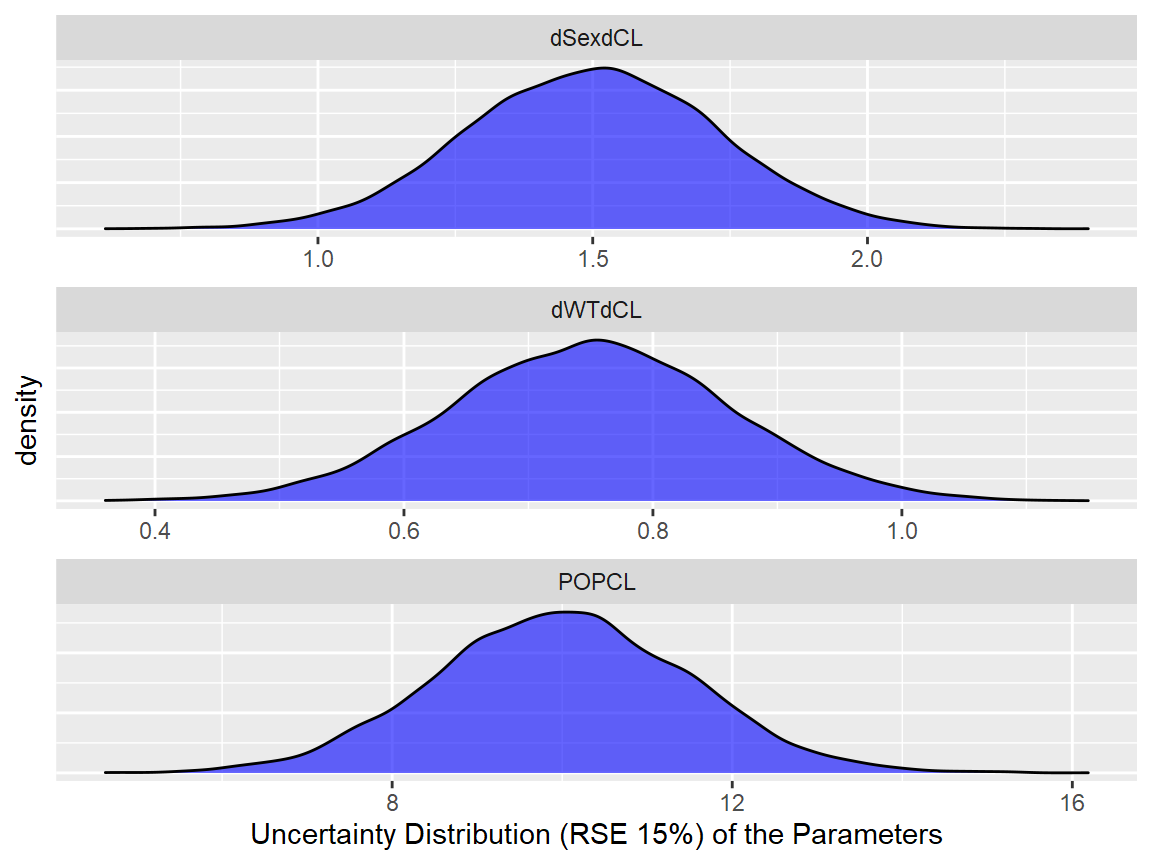 dSexdCL
1.0 1.5 2.0
dWTdCL
density
0.4 0.6 0.8 1.0
POPCL
8 12 16
Uncertainty Distribution (RSE 15%) of the Parameters